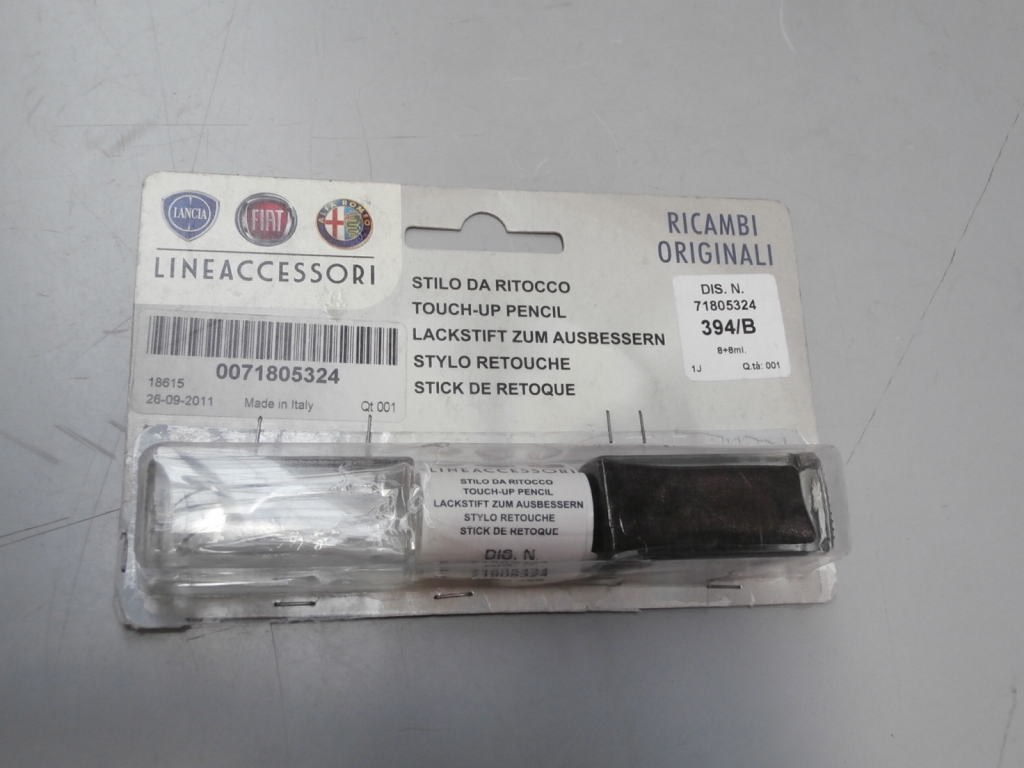 LANCIA
FIAT
ALFA ROMEO
LINEACCESSORI
0071805324
18615
26-09-2011 Made in Italy Qt 001
STILO DA RITOCCO
TOUCH-UP PENCIL
LACKSTIFT ZUM AUSBESSERN
STYLO RETOUCHE
STICK DE RETOQUE
RICAMBI
ORIGINALI
DIS. N.
71805324
394/B
8+8ml.
1J Q.tà: 001
LINEACCESSORI
STILO DA RITOCCO
TOUCH-UP PENCIL
LACKSTIFT ZUM AUSBESSERN
STYLO RETOUCHE
STICK DE RETOQUE
DIS. N.
71805324